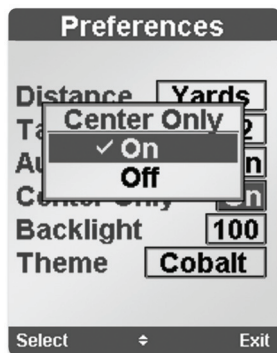 Preferences
Distance Yards
Center Only
✓ On
Off
Backlight 100
Theme Cobalt
Select Exit